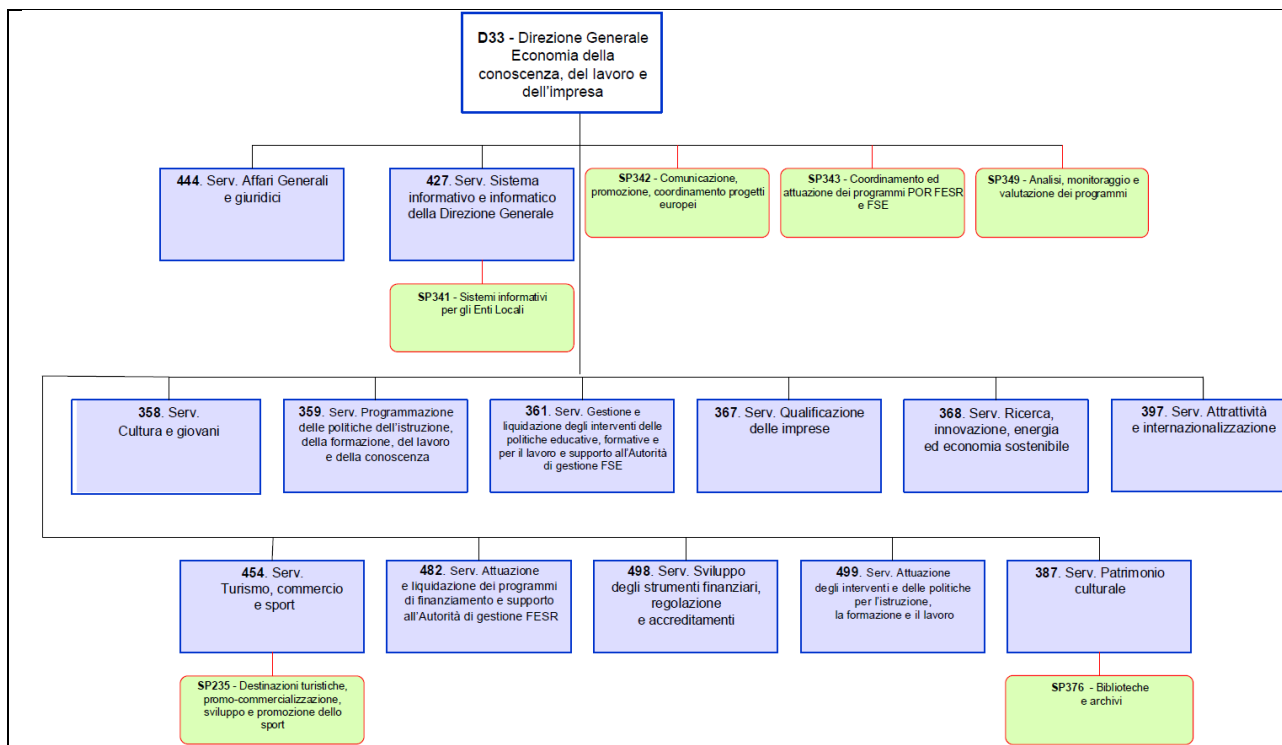 D33 - Direzione Generale
Economia della
conoscenza, del lavoro e
dell'impresa
444. Serv. Affari Generali
e giuridici
427. Serv. Sistema
informativo e informatico
della Direzione Generale
SP342 - Comunicazione,
promozione, coordinamento progetti
europei
SP343 - Coordinamento ed
attuazione dei programmi POR FESR
e FSE
SP349 - Analisi, monitoraggio e
valutazione dei programmi
SP341 - Sistemi informativi
per gli Enti Locali
358. Serv.
Cultura e giovani
359. Serv. Programmazione
delle politiche dell'istruzione,
della formazione, del lavoro
e della conoscenza
361. Serv. Gestione e
liquidazione degli interventi delle
politiche educative, formative e
per il lavoro e supporto all'Autorità
di gestione FSE
367. Serv. Qualificazione
delle imprese
368. Serv. Ricerca,
innovazione, energia
ed economia sostenibile
397. Serv. Attrattività
e internazionalizzazione
454. Serv.
Turismo, commercio
e sport
482. Serv. Attuazione
e liquidazione dei programmi
di finanziamento e supporto
all'Autorità di gestione FESR
498. Serv. Sviluppo
degli strumenti finanziari,
regolazione
e accreditamenti
499. Serv. Attuazione
degli interventi e delle politiche
per l'istruzione,
la formazione e il lavoro
387. Serv. Patrimonio
culturale
SP235 - Destinazioni turistiche,
promo-commercializzazione,
sviluppo e promozione dello
sport
SP376 - Biblioteche
e archivi